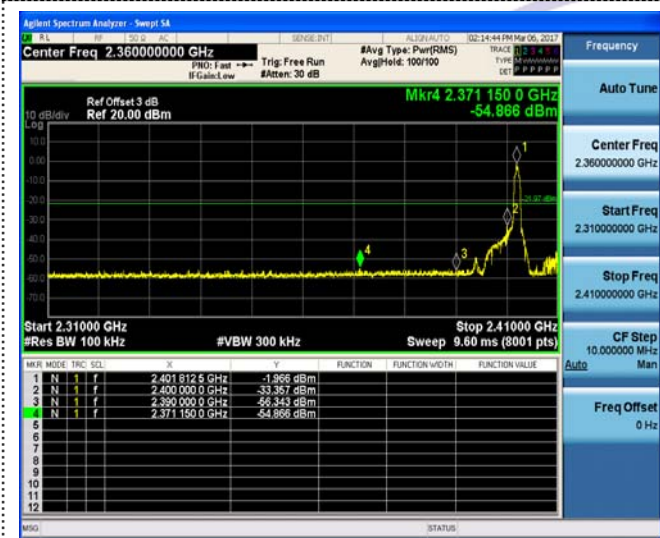 Agilent Spectrum Analyzer - Swept SA
RL RF 50 Ω AC SENSE:INT ALIGN AUTO 02:14:44 PM Mar 06, 2017
Center Freq 2.360000000 GHz #Avg Type: Pwr(RMS) TRACE 1 2 3 4 5 6 Frequency
PNO: Fast Trig: Free Run Avg|Hold: 100/100 TYPE
IFGain:Low #Atten: 30 dB DET P P P P P P
Auto Tune
Mkr4 2.371 150 0 GHz
-54.866 dBm
Ref Offset 3 dB
10 dB/div Ref 20.00 dBm
Log
10.0
0.00
-10.0
-20.0
-30.0
-40.0
-50.0
-60.0
-70.0
1
2
3
4
-21.97 dBm
Center Freq
2.360000000 GHz
Start Freq
2.310000000 GHz
Stop Freq
2.410000000 GHz
Start 2.31000 GHz Stop 2.41000 GHz
#Res BW 100 kHz #VBW 300 kHz Sweep 9.60 ms (8001 pts)
CF Step
10.000000 MHz
Auto Man
MKR MODE TRC SCL X Y FUNCTION FUNCTION WIDTH FUNCTION VALUE
1 N 1 f 2.401 812 5 GHz -1.966 dBm
2 N 1 f 2.400 000 0 GHz -33.357 dBm
3 N 1 f 2.390 000 0 GHz -56.343 dBm
4 N 1 f 2.371 150 0 GHz -54.866 dBm
5
6
7
8
9
10
11
12
Freq Offset
0 Hz
MSG STATUS